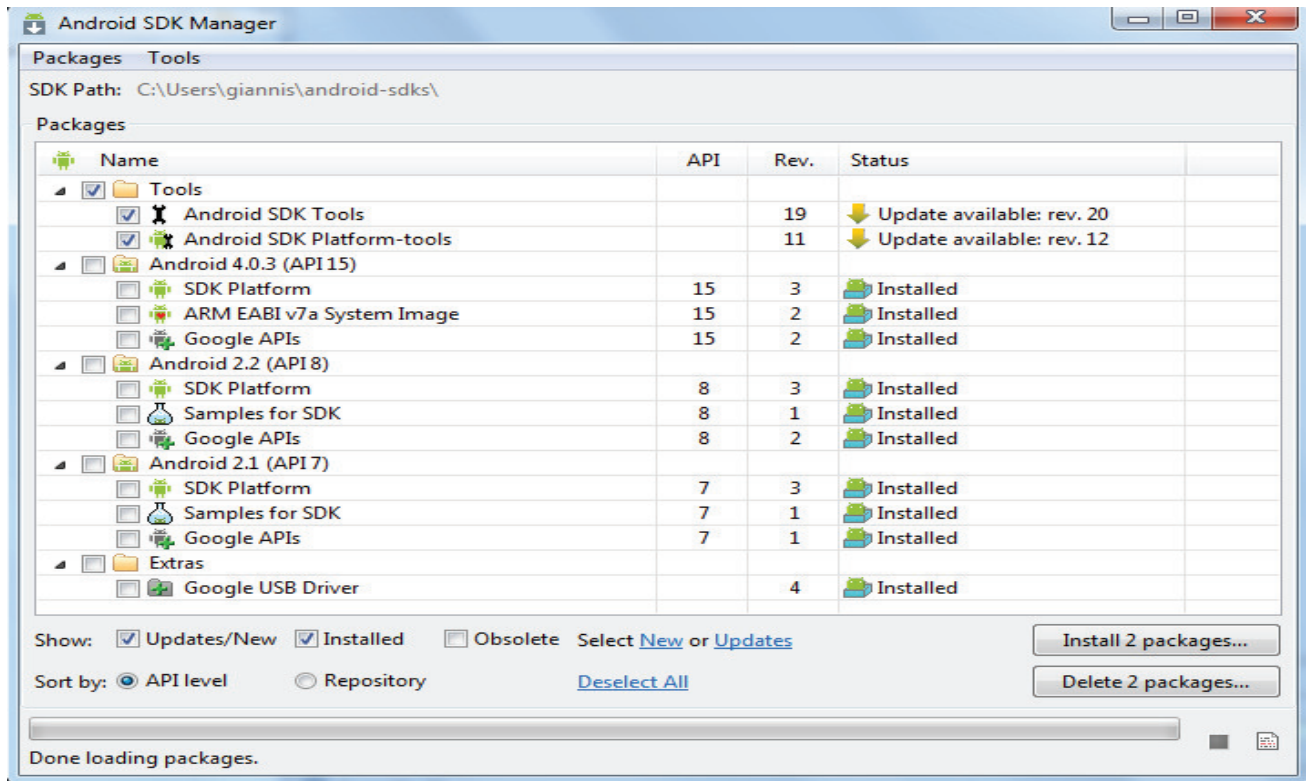 Android SDK Manager
Packages Tools
SDK Path: C:\Users\giannis\android-sdks\
Packages
Name API Rev. Status
Tools
Android SDK Tools 19 Update available: rev. 20
Android SDK Platform-tools 11 Update available: rev. 12
Android 4.0.3 (API 15)
SDK Platform 15 3 Installed
ARM EABI v7a System Image 15 2 Installed
Google APIs 15 2 Installed
Android 2.2 (API 8)
SDK Platform 8 3 Installed
Samples for SDK 8 1 Installed
Google APIs 8 2 Installed
Android 2.1 (API 7)
SDK Platform 7 3 Installed
Samples for SDK 7 1 Installed
Google APIs 7 1 Installed
Extras
Google USB Driver 4 Installed
Show: Updates/New Installed Obsolete Select New or Updates Install 2 packages...
Sort by: API level Repository Deselect All Delete 2 packages...
Done loading packages.